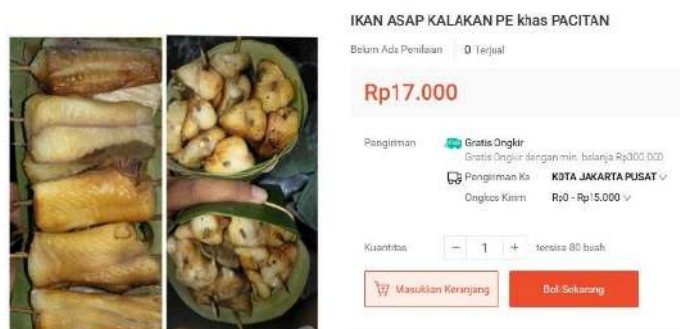 IKAN ASAP KALAKAN PE khas PACITAN
Belum Ada Penilaian 0 Terjual
Rp17.000
Pengiriman Gratis Ongkir
Gratis Ongkir dengan min. belanja Rp300.000
Pengiriman Ke KOTA JAKARTA PUSAT
Ongkos Kirim Rp0 - Rp15.000
Kuantitas - 1 + tersisa 80 buah
Masukkan Keranjang Beli Sekarang